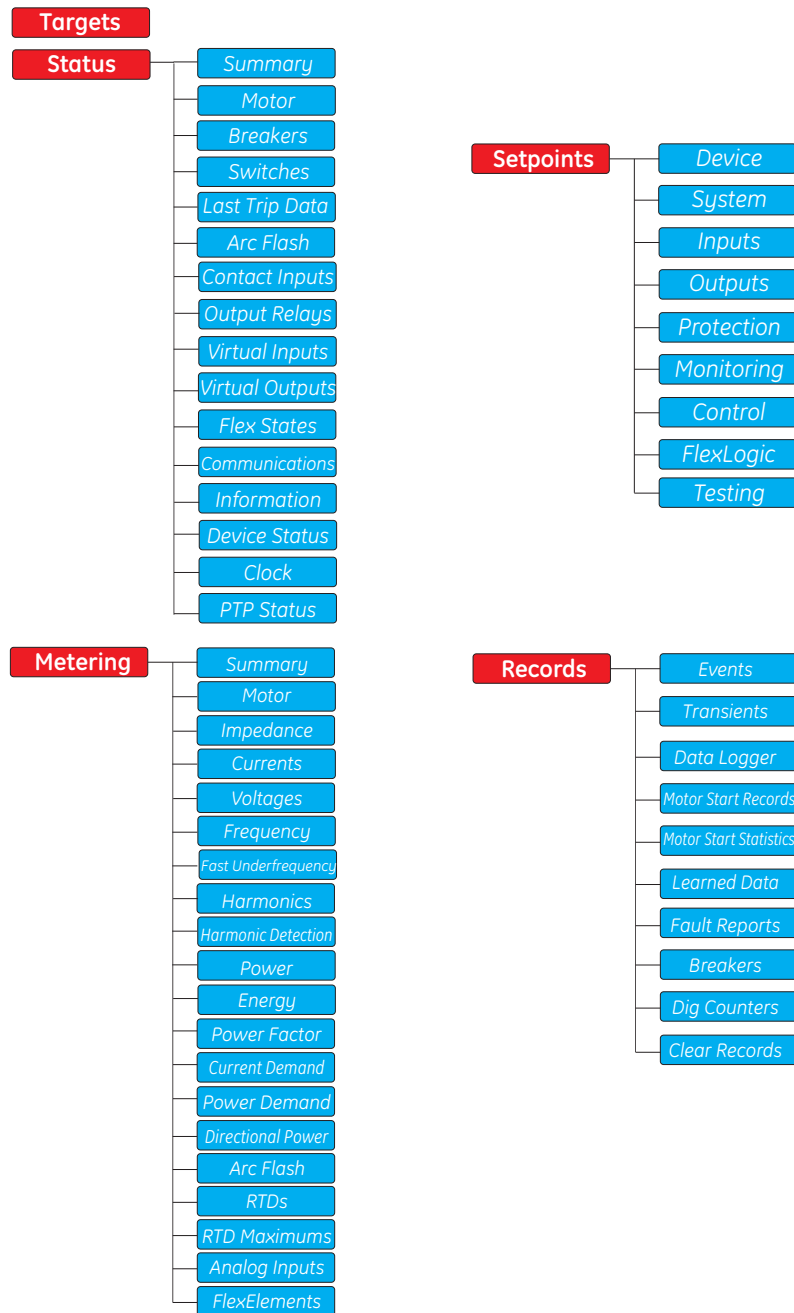 Targets
Status
Summary
Motor
Breakers
Switches
Last Trip Data
Arc Flash
Contact Inputs
Output Relays
Virtual Inputs
Virtual Outputs
Flex States
Communications
Information
Device Status
Clock
PTP Status
Setpoints
Device
System
Inputs
Outputs
Protection
Monitoring
Control
FlexLogic
Testing
Metering
Summary
Motor
Impedance
Currents
Voltages
Frequency
Fast Underfrequency
Harmonics
Harmonic Detection
Power
Energy
Power Factor
Current Demand
Power Demand
Directional Power
Arc Flash
RTDs
RTD Maximums
Analog Inputs
FlexElements
Records
Events
Transients
Data Logger
Motor Start Records
Motor Start Statistics
Learned Data
Fault Reports
Breakers
Dig Counters
Clear Records